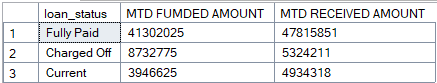 loan_status MTD FUMDED AMOUNT MTD RECEIVED AMOUNT
1 Fully Paid 41302025 47815851
2 Charged Off 8732775 5324211
3 Current 3946625 4934318